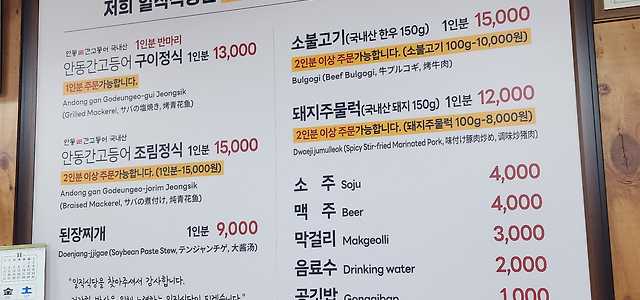 저희 일직식당은
안동 간고등어 국내산 1인분 반마리
안동간고등어 구이정식 1인분 13,000
1인분 주문가능합니다.
Andong gan Godeungeo-gui Jeongsik
(Grilled Mackerel, サバの塩焼き, 烤青花鱼)
안동 간고등어 국내산
안동간고등어 조림정식 1인분 15,000
2인분 이상 주문가능합니다. (1인분-15,000원)
Andong gan Godeungeo-jorim Jeongsik
(Braised Mackerel, サバの煮付け, 炖青花鱼)
된장찌개 1인분 9,000
Doenjang-jjigae (Soybean Paste Stew, テンジャンチゲ, 大酱汤)
"일직식당을 찾아주셔서 감사합니다.
소불고기(국내산 한우 150g) 1인분 15,000
2인분 이상 주문가능합니다. (소불고기 100g-10,000원)
Bulgogi (Beef Bulgogi, 牛プルコギ, 烤牛肉)
돼지주물럭(국내산 돼지 150g) 1인분 12,000
2인분 이상 주문가능합니다. (돼지주물럭 100g-8,000원)
Dwaeji jumulleok (Spicy Stir-fried Marinated Pork, 味付け豚肉炒め, 调味炒猪肉)
소 주 Soju 4,000
맥 주 Beer 4,000
막걸리 Makgeolli 3,000
음료수 Drinking water 2,000
공깃밥 Gonggibap 1,000
11
金 土